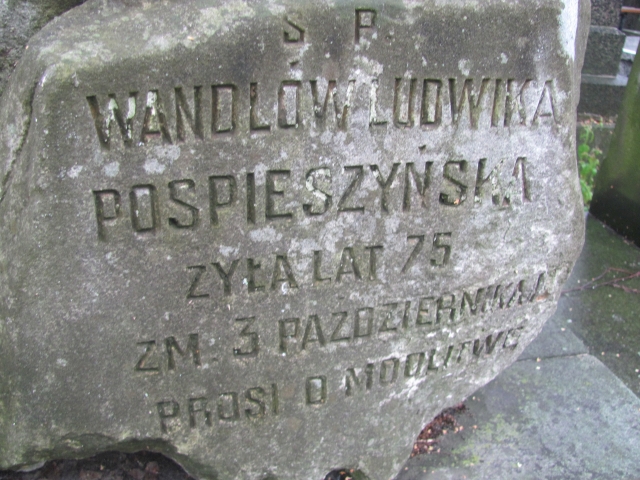 Ś P.
WANDLÓW LUDWIKA
POSPIESZYŃSKA
ŻYŁA LAT 75
ZM. 3 PAŹDZIERNIKA
PROSI O MODLITWĘ